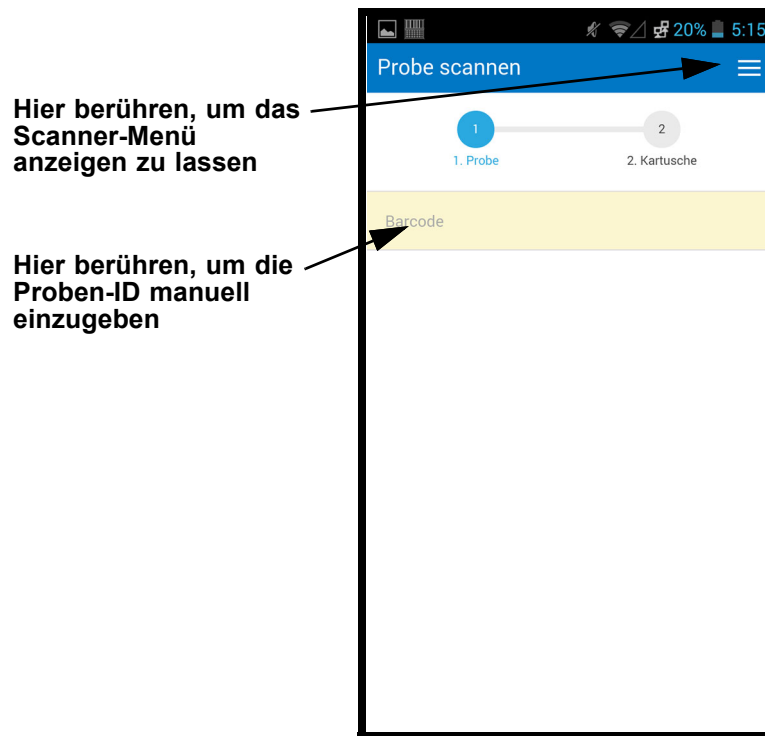 20% 5:15
Probe scannen
Hier berühren, um das
Scanner-Menü
anzeigen zu lassen
1
2
1. Probe
2. Kartusche
Barcode
Hier berühren, um die
Proben-ID manuell
einzugeben